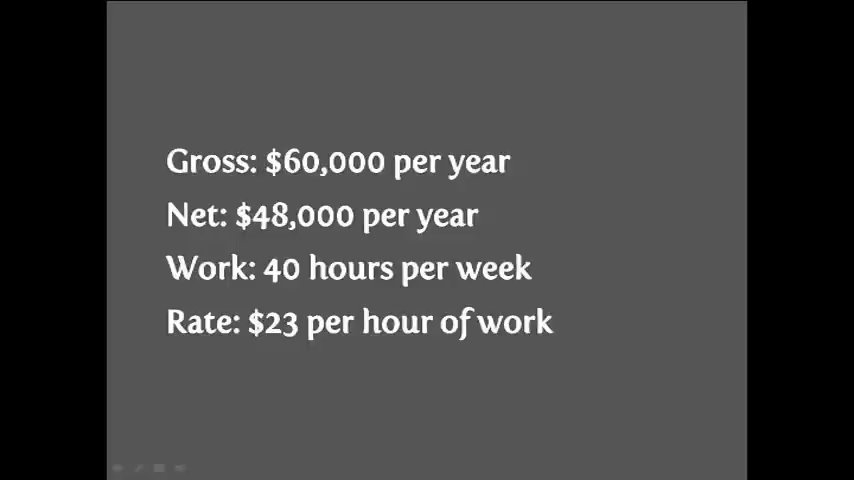 Gross: $60,000 per year
Net: $48,000 per year
Work: 40 hours per week
Rate: $23 per hour of work